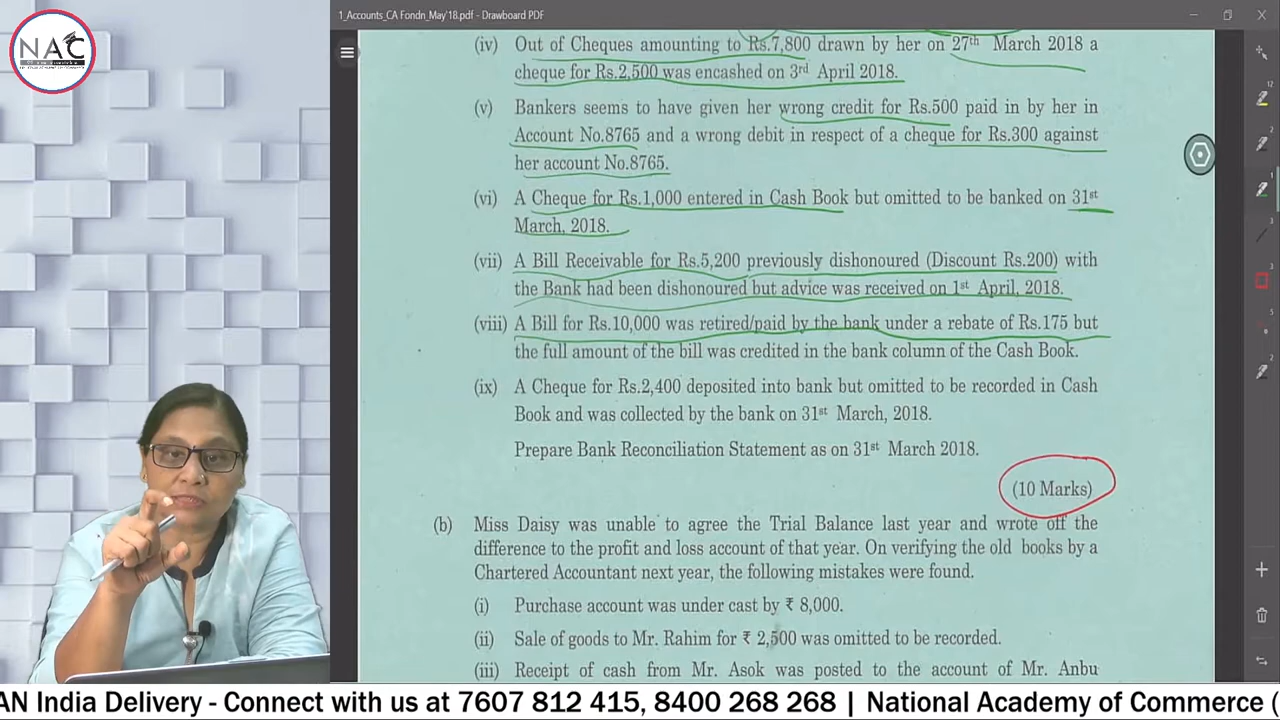 1_Accounts_CA Fondn_May'18.pdf - Drawboard PDF
NAC
(iv) Out of Cheques amounting to Rs.7,800 drawn by her on 27th March 2018 a
cheque for Rs.2,500 was encashed on 3rd April 2018.
(v) Bankers seems to have given her wrong credit for Rs.500 paid in by her in
Account No.8765 and a wrong debit in respect of a cheque for Rs.300 against
her account No.8765.
(vi) A Cheque for Rs.1,000 entered in Cash Book but omitted to be banked on 31st
March, 2018.
(vii) A Bill Receivable for Rs.5,200 previously dishonoured (Discount Rs.200) with
the Bank had been dishonoured but advice was received on 1st April, 2018.
(viii) A Bill for Rs.10,000 was retired/paid by the bank under a rebate of Rs.175 but
the full amount of the bill was credited in the bank column of the Cash Book.
(ix) A Cheque for Rs.2,400 deposited into bank but omitted to be recorded in Cash
Book and was collected by the bank on 31st March, 2018.
Prepare Bank Reconciliation Statement as on 31st March 2018.
(10 Marks)
(b) Miss Daisy was unable to agree the Trial Balance last year and wrote off the
difference to the profit and loss account of that year. On verifying the old books by a
Chartered Accountant next year, the following mistakes were found.
(i) Purchase account was under cast by ₹ 8,000.
(ii) Sale of goods to Mr. Rahim for ₹ 2,500 was omitted to be recorded.
(iii) Receipt of cash from Mr. Asok was posted to the account of Mr. Anbu
AN India Delivery - Connect with us at 7607 812 415, 8400 268 268 | National Academy of Commerce (